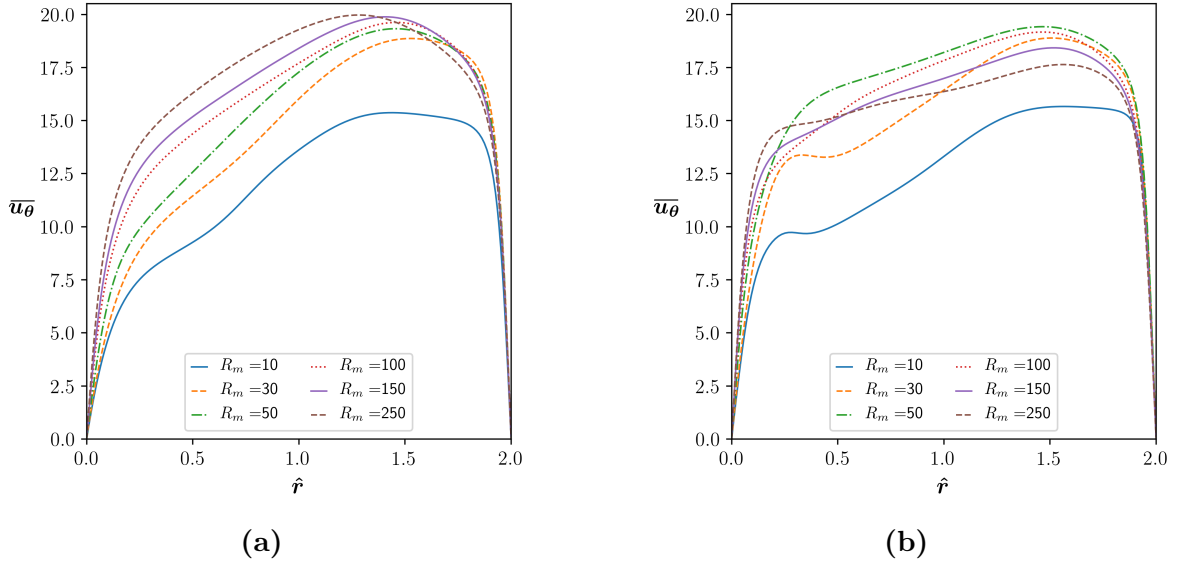 20.0
17.5
15.0
12.5
10.0
7.5
5.0
2.5
0.0
$\overline{u_\theta}$
0.0 0.5 1.0 1.5 2.0
$\hat{r}$
R_m =10
R_m =30
R_m =50
R_m =100
R_m =150
R_m =250
(a)
20.0
17.5
15.0
12.5
10.0
7.5
5.0
2.5
0.0
$\overline{u_\theta}$
0.0 0.5 1.0 1.5 2.0
$\hat{r}$
R_m =10
R_m =30
R_m =50
R_m =100
R_m =150
R_m =250
(b)